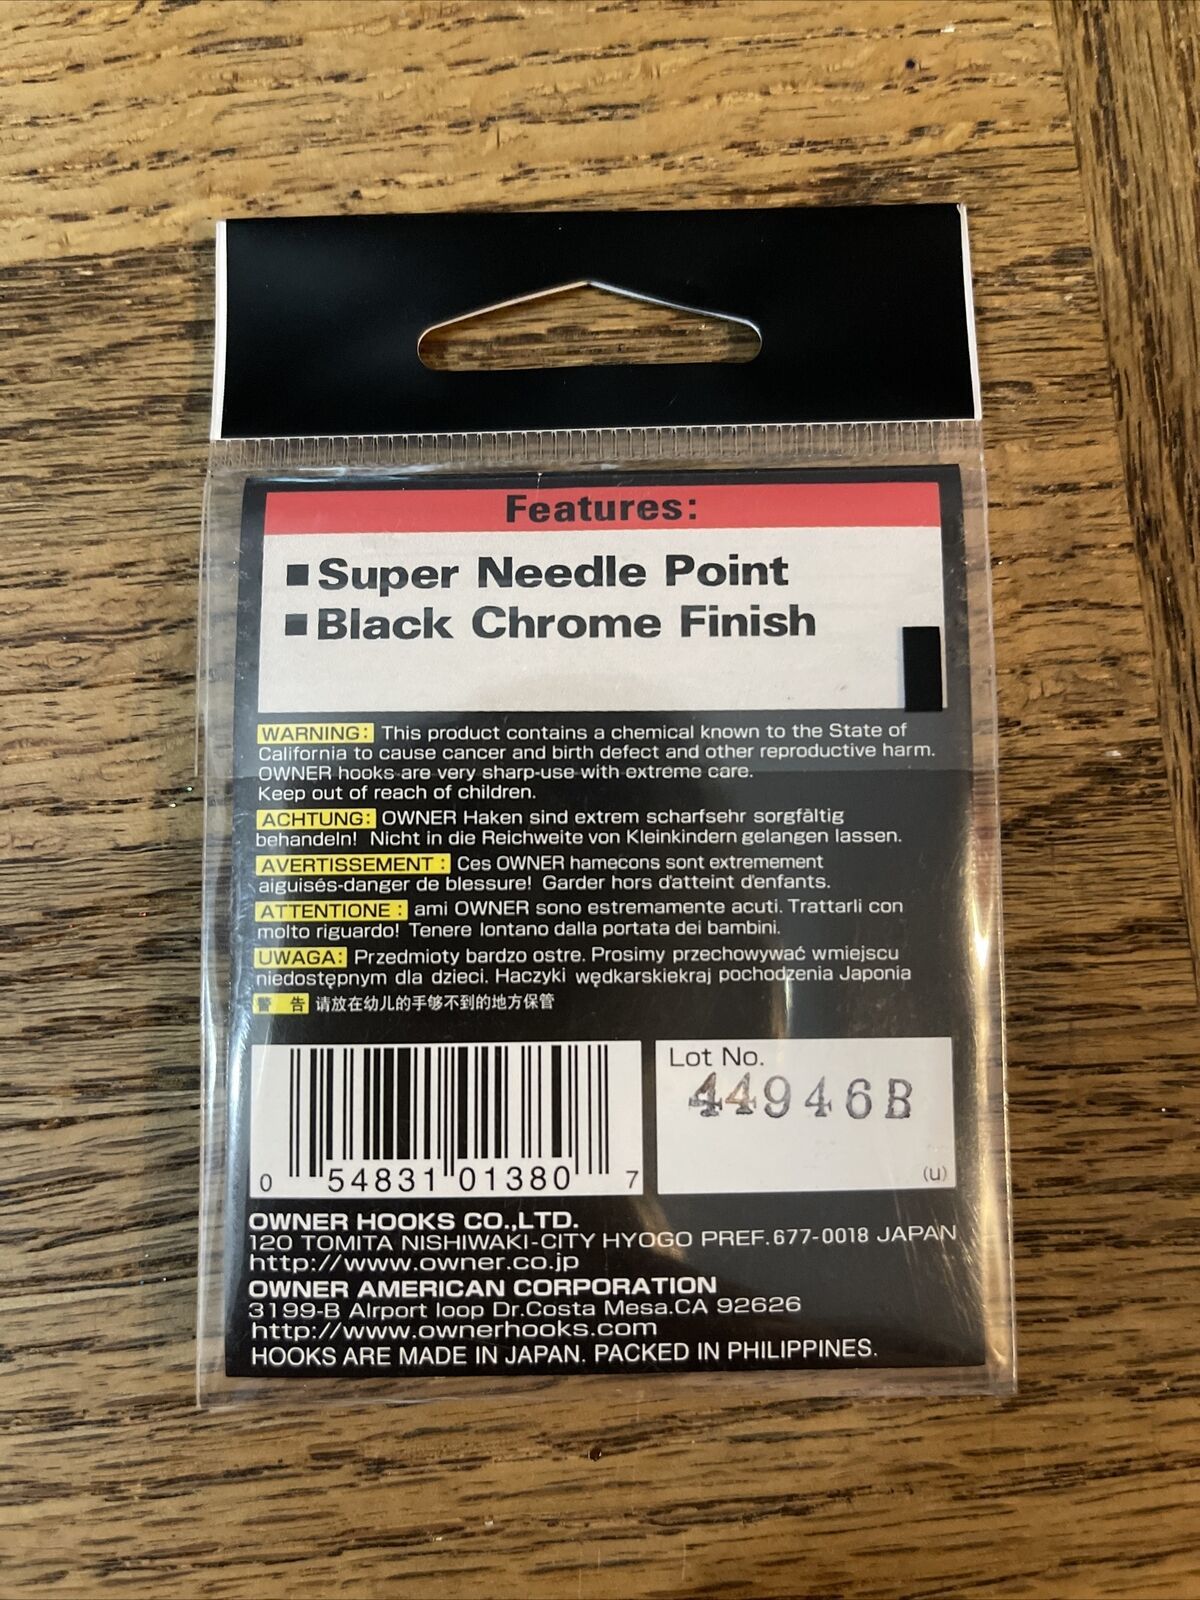 Features:
■Super Needle Point
■Black Chrome Finish
WARNING: This product contains a chemical known to the State of
California to cause cancer and birth defect and other reproductive harm.
OWNER hooks are very sharp-use with extreme care.
Keep out of reach of children.
ACHTUNG: OWNER Haken sind extrem scharfsehr sorgfältig
behandeln! Nicht in die Reichweite von Kleinkindern gelangen lassen.
AVERTISSEMENT : Ces OWNER hamecons sont extremement
aiguisés-danger de blessure! Garder hors d'atteint d'enfants.
ATTENTIONE : ami OWNER sono estremamente acuti. Trattarli con
molto riguardo! Tenere lontano dalla portata dei bambini.
UWAGA: Przedmioty bardzo ostre. Prosimy przechowywać wmiejscu
niedostępnym dla dzieci. Haczyki wędkarskiekraj pochodzenia Japonia
警 告 请放在幼儿的手够不到的地方保管
Lot No.
44946B
(u)
0 54831 01380 7
OWNER HOOKS CO.,LTD.
120 TOMITA NISHIWAKI-CITY HYOGO PREF.677-0018 JAPAN
http://www.owner.co.jp
OWNER AMERICAN CORPORATION
3199-B AIrport loop Dr.Costa Mesa.CA 92626
http://www.ownerhooks.com
HOOKS ARE MADE IN JAPAN. PACKED IN PHILIPPINES.